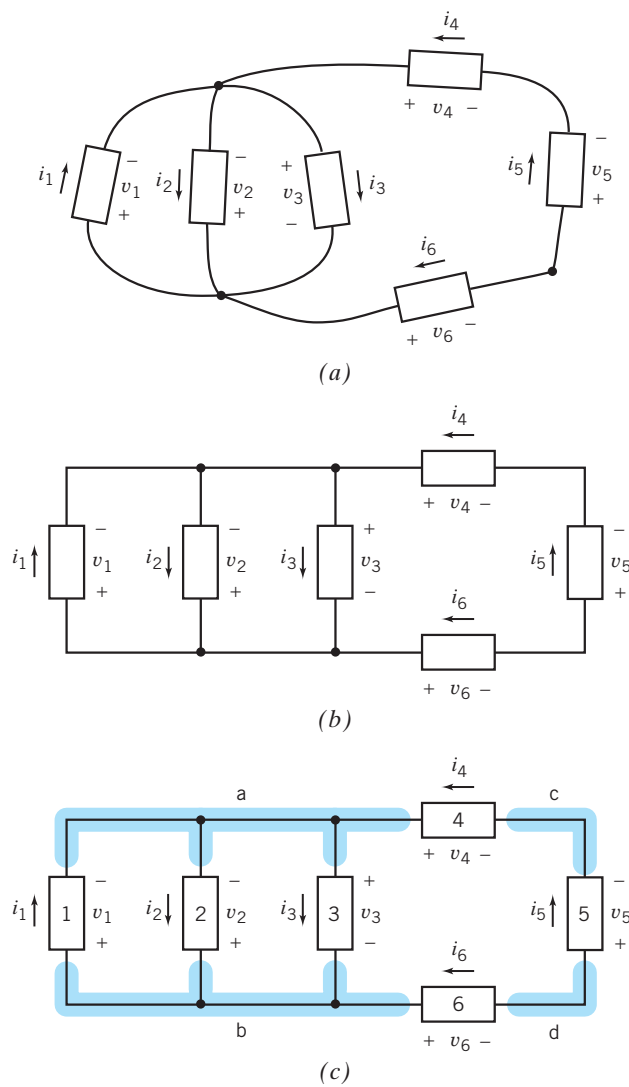 i4
+ v4 −
i1 − v1 + i2 − v2 + + v3 − i3 i5 − v5 +
i6
+ v6 −
(a)
i4
+ v4 −
i1 − v1 + i2 − v2 + i3 + v3 − i5 − v5 +
i6
+ v6 −
(b)
a i4 c
4
+ v4 −
i1 1 − v1 + i2 2 − v2 + i3 3 + v3 − i5 5 − v5 +
i6
6
b + v6 − d
(c)